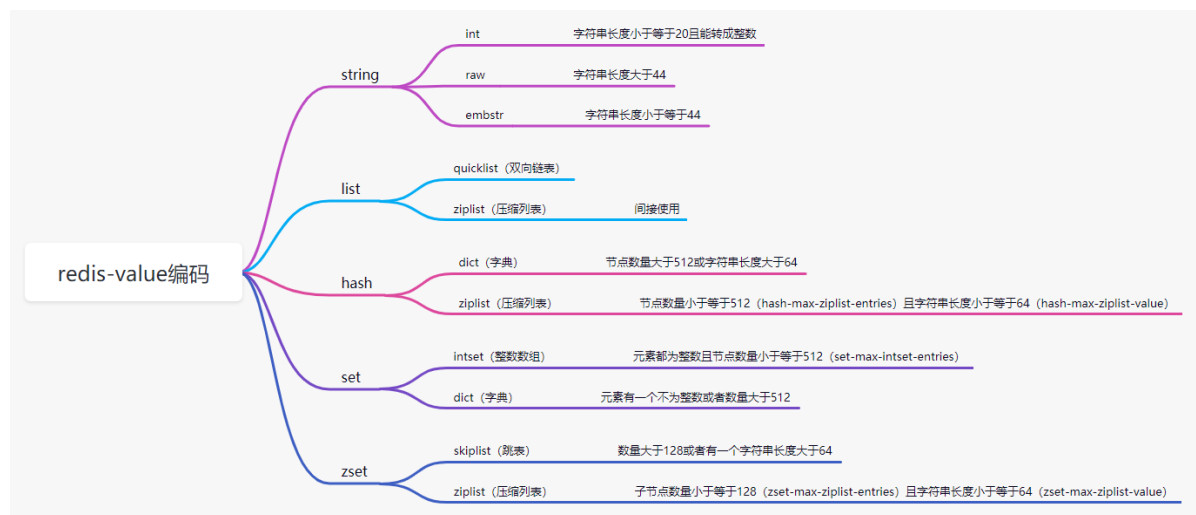 redis-value编码
string
int 字符串长度小于等于20且能转成整数
raw 字符串长度大于44
embstr 字符串长度小于等于44
list
quicklist（双向链表）
ziplist（压缩列表） 间接使用
hash
dict（字典） 节点数量大于512或字符串长度大于64
ziplist（压缩列表） 节点数量小于等于512（hash-max-ziplist-entries）且字符串长度小于等于64（hash-max-ziplist-value）
set
intset（整数数组） 元素都为整数且节点数量小于等于512（set-max-intset-entries）
dict（字典） 元素有一个不为整数或者数量大于512
zset
skiplist（跳表） 数量大于128或者有一个字符串长度大于64
ziplist（压缩列表） 子节点数量小于等于128（zset-max-ziplist-entries）且字符串长度小于等于64（zset-max-ziplist-value）